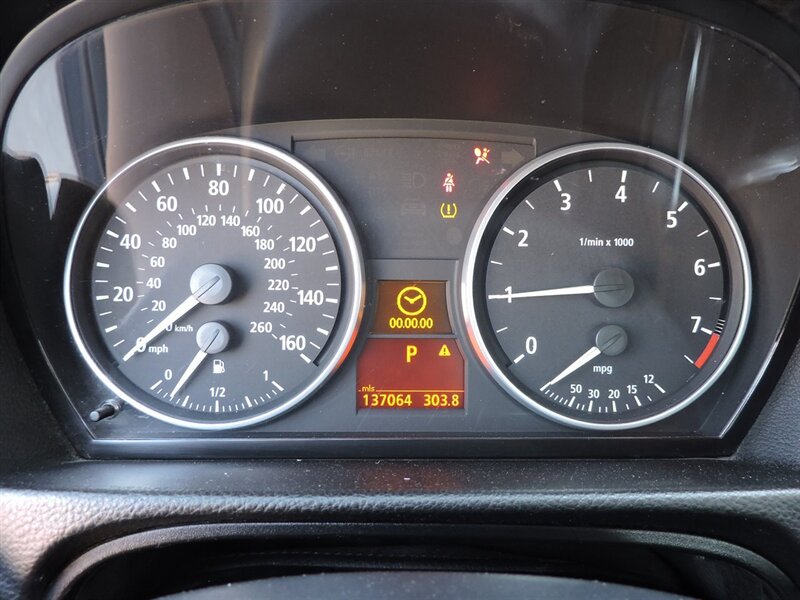 0 20 40 60 80 100 120 140 160
mph
0 20 40 60 80 100 120 140 160 180 200 220 240 260
km/h
0 1/2 1
00.00.00
P
mls
137064 303.8
0 1 2 3 4 5 6 7
1/min x 1000
50 30 20 15 12
mpg